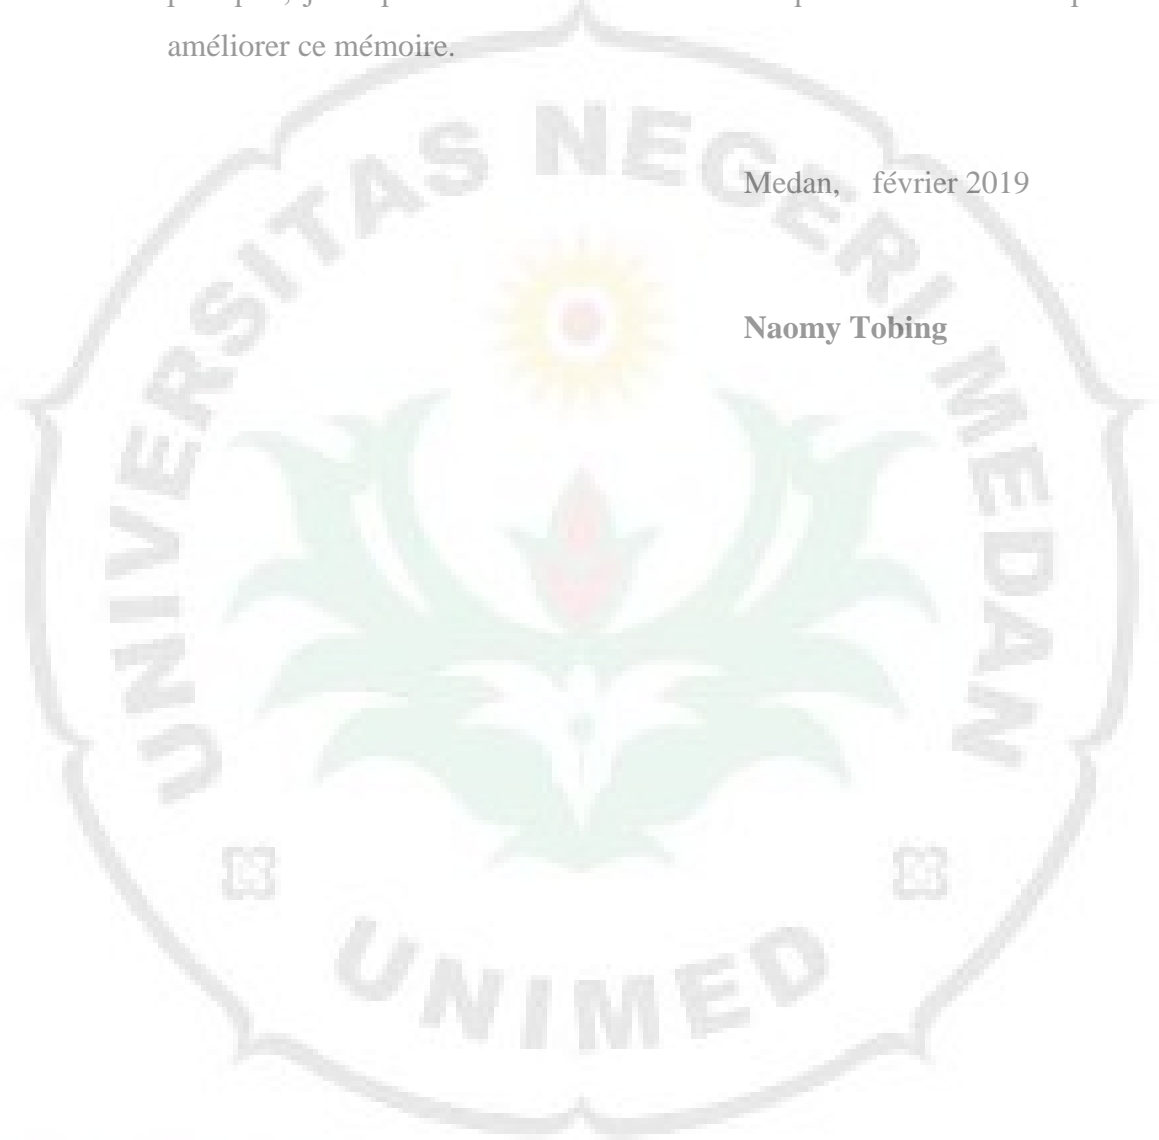 améliorer ce mémoire.
Medan, février 2019
Naomy Tobing
UNIVERSITAS NEGERI MEDAN
UNIMED